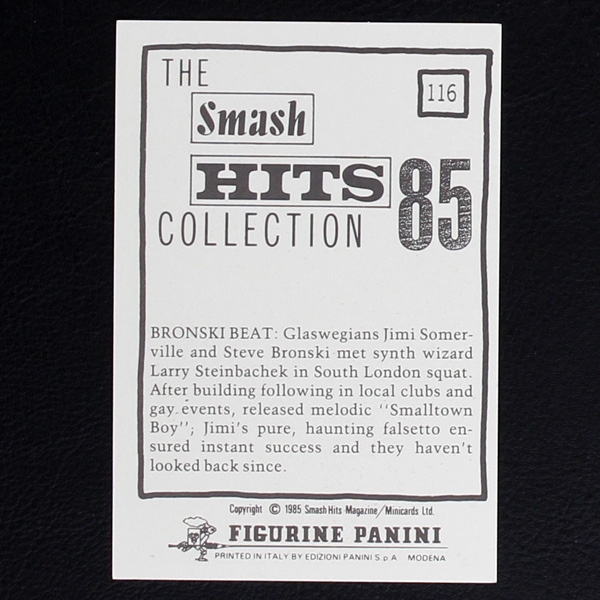 THE
116
Smash
HITS 85
COLLECTION
BRONSKI BEAT: Glaswegians Jimi Somer-
ville and Steve Bronski met synth wizard
Larry Steinbachek in South London squat.
After building following in local clubs and
gay events, released melodic "Smalltown
Boy"; Jimi's pure, haunting falsetto en-
sured instant success and they haven't
looked back since.
Copyright © 1985 Smash Hits Magazine/Minicards Ltd.
FIGURINE PANINI
PRINTED IN ITALY BY EDIZIONI PANINI S.p.A. MODENA